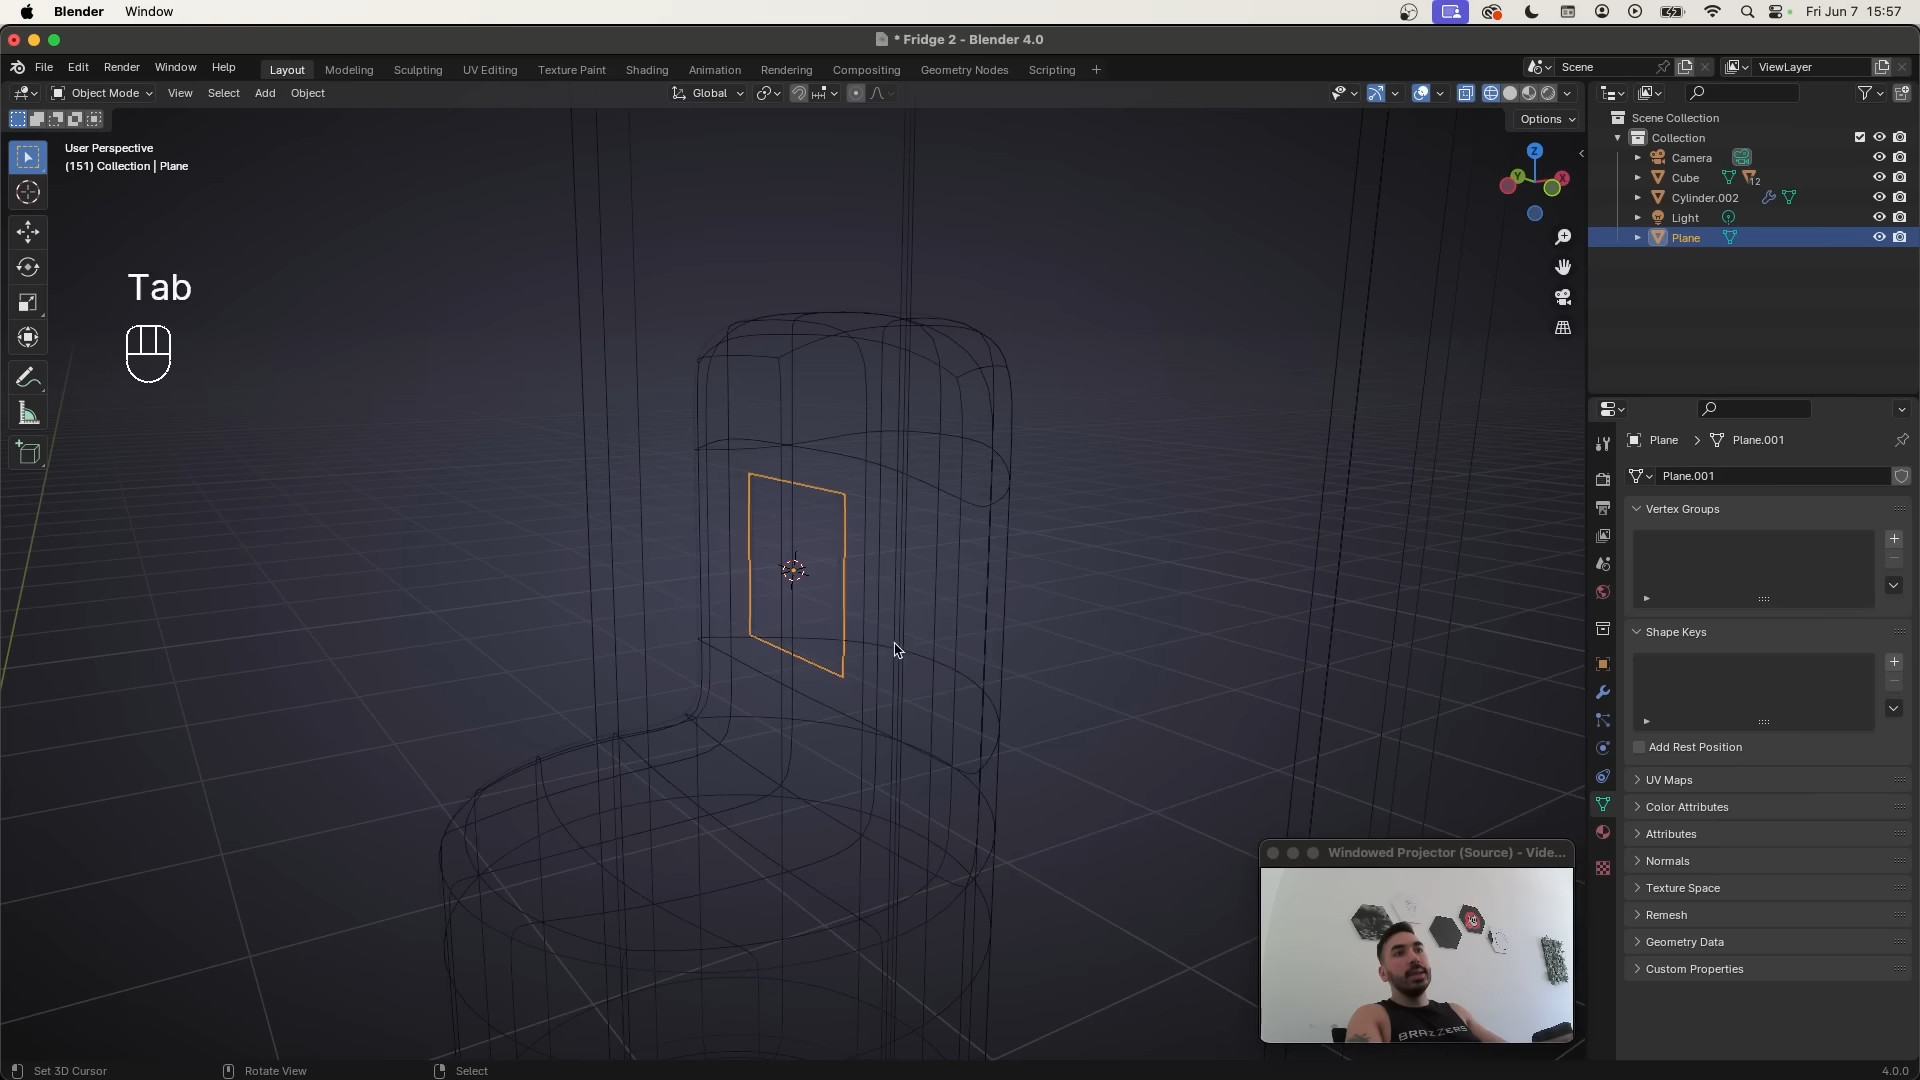 Blender Window
Fri Jun 7 15:57
* Fridge 2 - Blender 4.0
File Edit Render Window Help
Layout Modeling Sculpting UV Editing Texture Paint Shading Animation Rendering Compositing Geometry Nodes Scripting +
Scene
ViewLayer
Object Mode View Select Add Object
Global
Options
User Perspective
(151) Collection | Plane
Tab
Z
Y
X
Scene Collection
Collection
Camera
Cube
12
Cylinder.002
Light
Plane
Plane > Plane.001
Plane.001
Vertex Groups
Shape Keys
Add Rest Position
UV Maps
Color Attributes
Attributes
Normals
Texture Space
Remesh
Geometry Data
Custom Properties
Windowed Projector (Source) - Vide...
BRAZZERS
Set 3D Cursor
Rotate View
Select
4.0.0